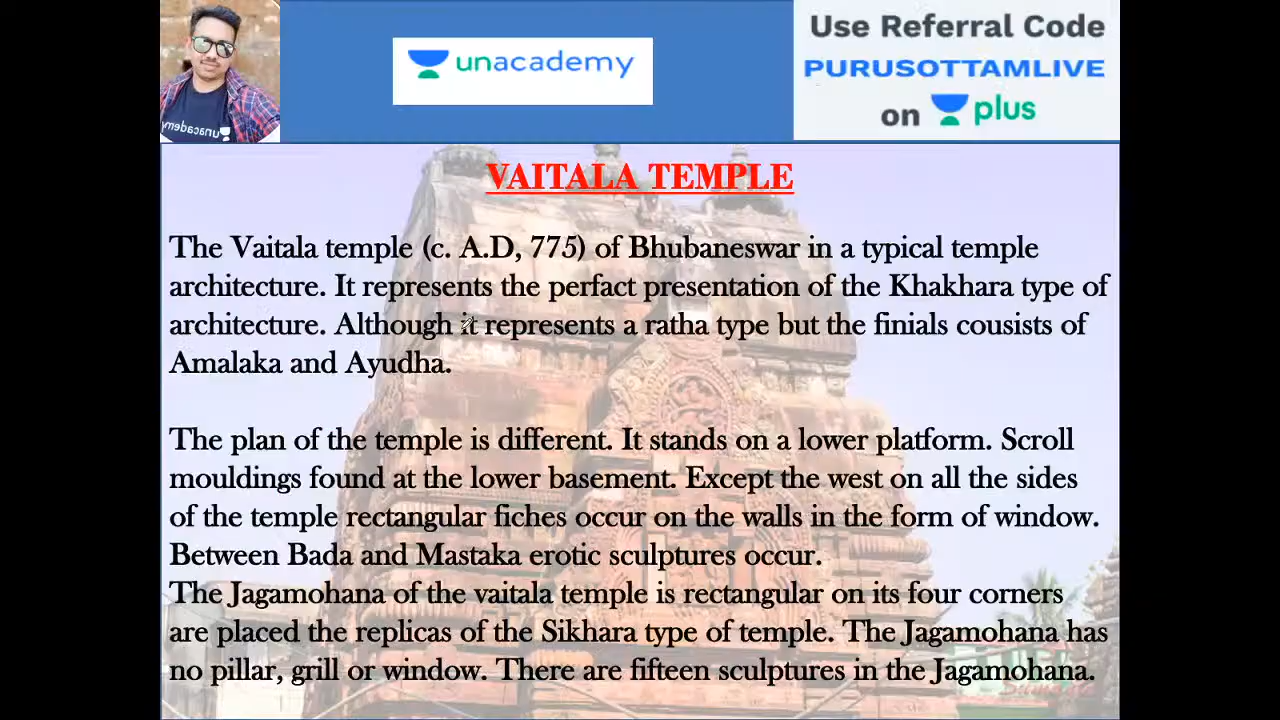 unacademy
Use Referral Code
PURUSOTTAMLIVE
on plus
unacademy
VAITALA TEMPLE
The Vaitala temple (c. A.D, 775) of Bhubaneswar in a typical temple
architecture. It represents the perfact presentation of the Khakhara type of
architecture. Although it represents a ratha type but the finials cousists of
Amalaka and Ayudha.
The plan of the temple is different. It stands on a lower platform. Scroll
mouldings found at the lower basement. Except the west on all the sides
of the temple rectangular fiches occur on the walls in the form of window.
Between Bada and Mastaka erotic sculptures occur.
The Jagamohana of the vaitala temple is rectangular on its four corners
are placed the replicas of the Sikhara type of temple. The Jagamohana has
no pillar, grill or window. There are fifteen sculptures in the Jagamohana.